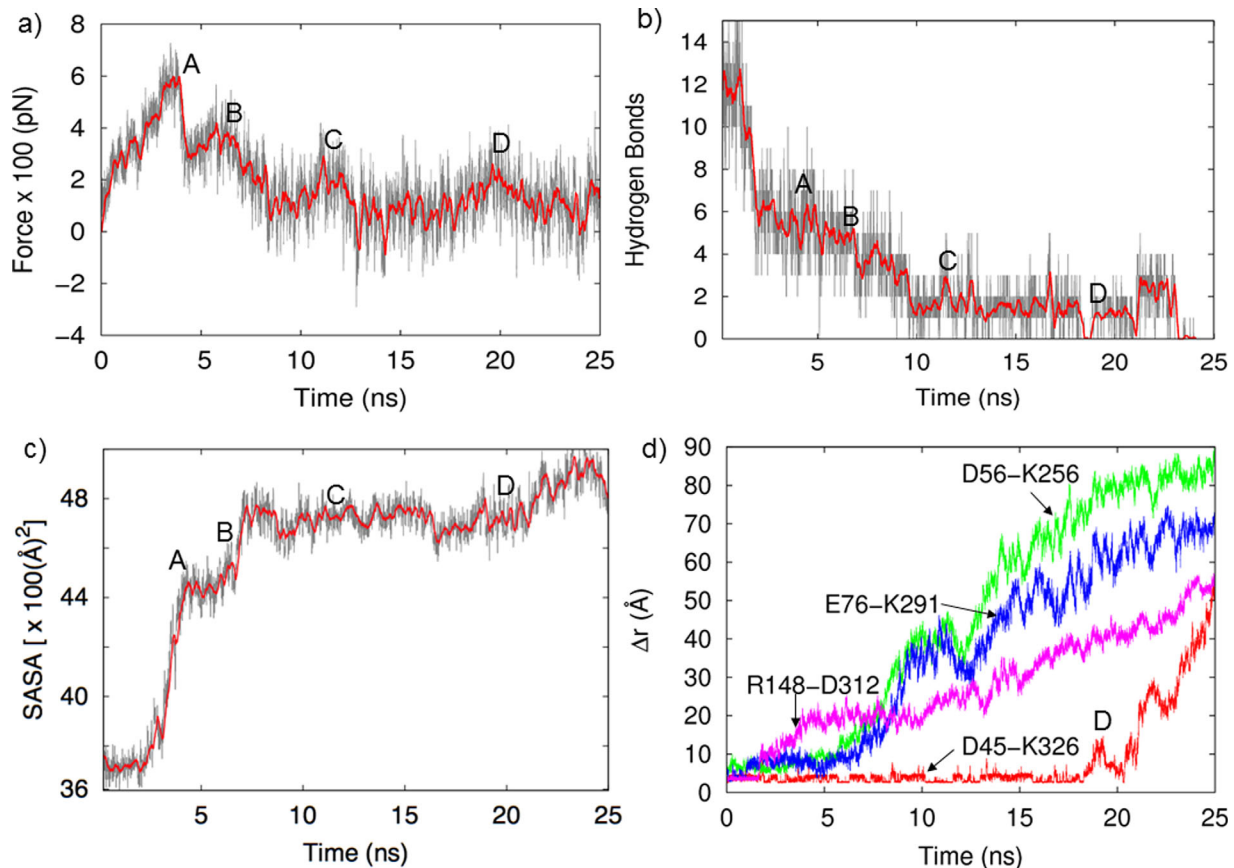 a)
Force x 100 (pN)
8
6
4
2
0
−2
−4
A
B
C
D
0 5 10 15 20 25
Time (ns)
b)
Hydrogen Bonds
14
12
10
8
6
4
2
0
A
B
C
D
5 10 15 20 25
Time (ns)
c)
SASA [ x 100(Å)²]
48
44
40
36
A
B
C
D
5 10 15 20 25
Time (ns)
d)
Δr (Å)
90
80
70
60
50
40
30
20
10
0
D56−K256
E76−K291
R148−D312
D45−K326
D
0 5 10 15 20 25
Time (ns)